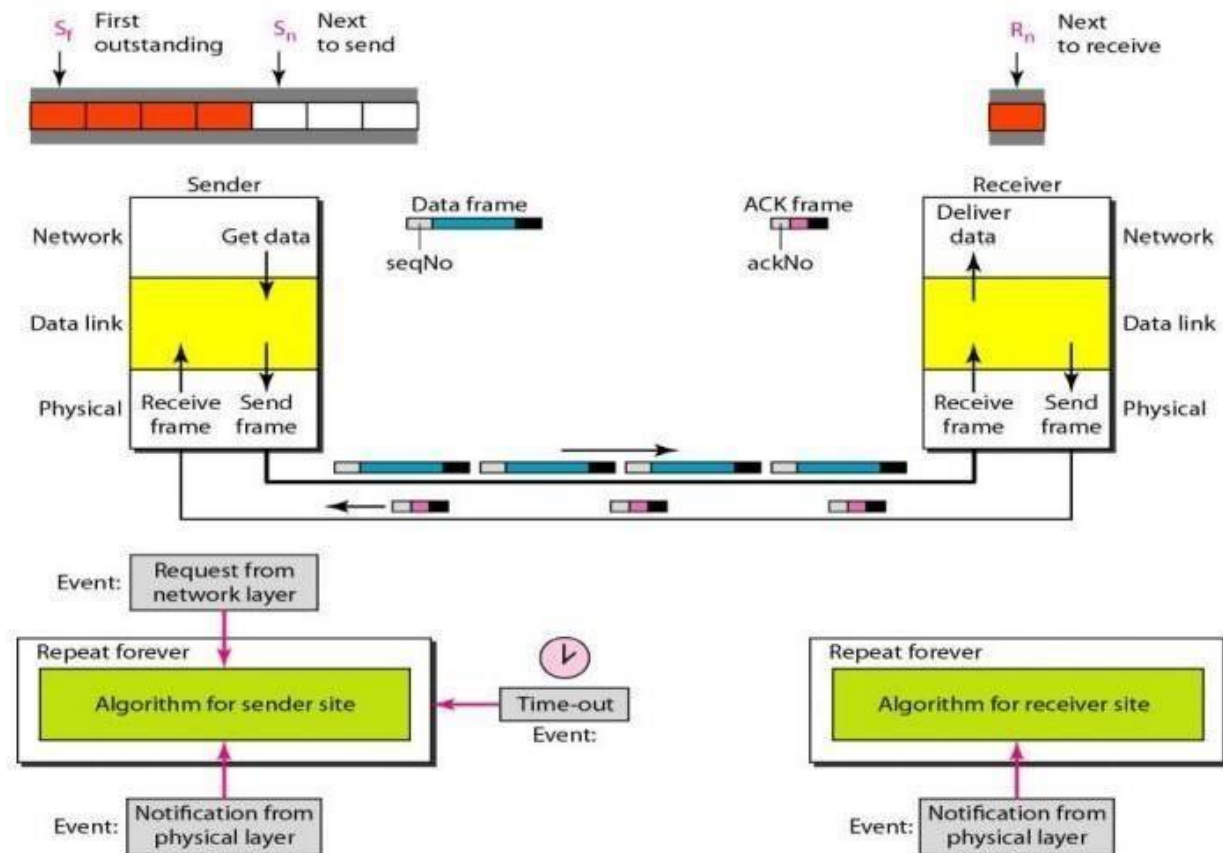 Sf First
outstanding
Sn Next
to send
Rn Next
to receive
Sender
Receiver
Data frame
ACK frame
seqNo
ackNo
Network
Get data
Deliver
data
Network
Data link
Data link
Physical
Receive
frame
Send
frame
Receive
frame
Send
frame
Physical
Event:
Request from
network layer
Repeat forever
Algorithm for sender site
Time-out
Event:
Event:
Notification from
physical layer
Repeat forever
Algorithm for receiver site
Event:
Notification from
physical layer